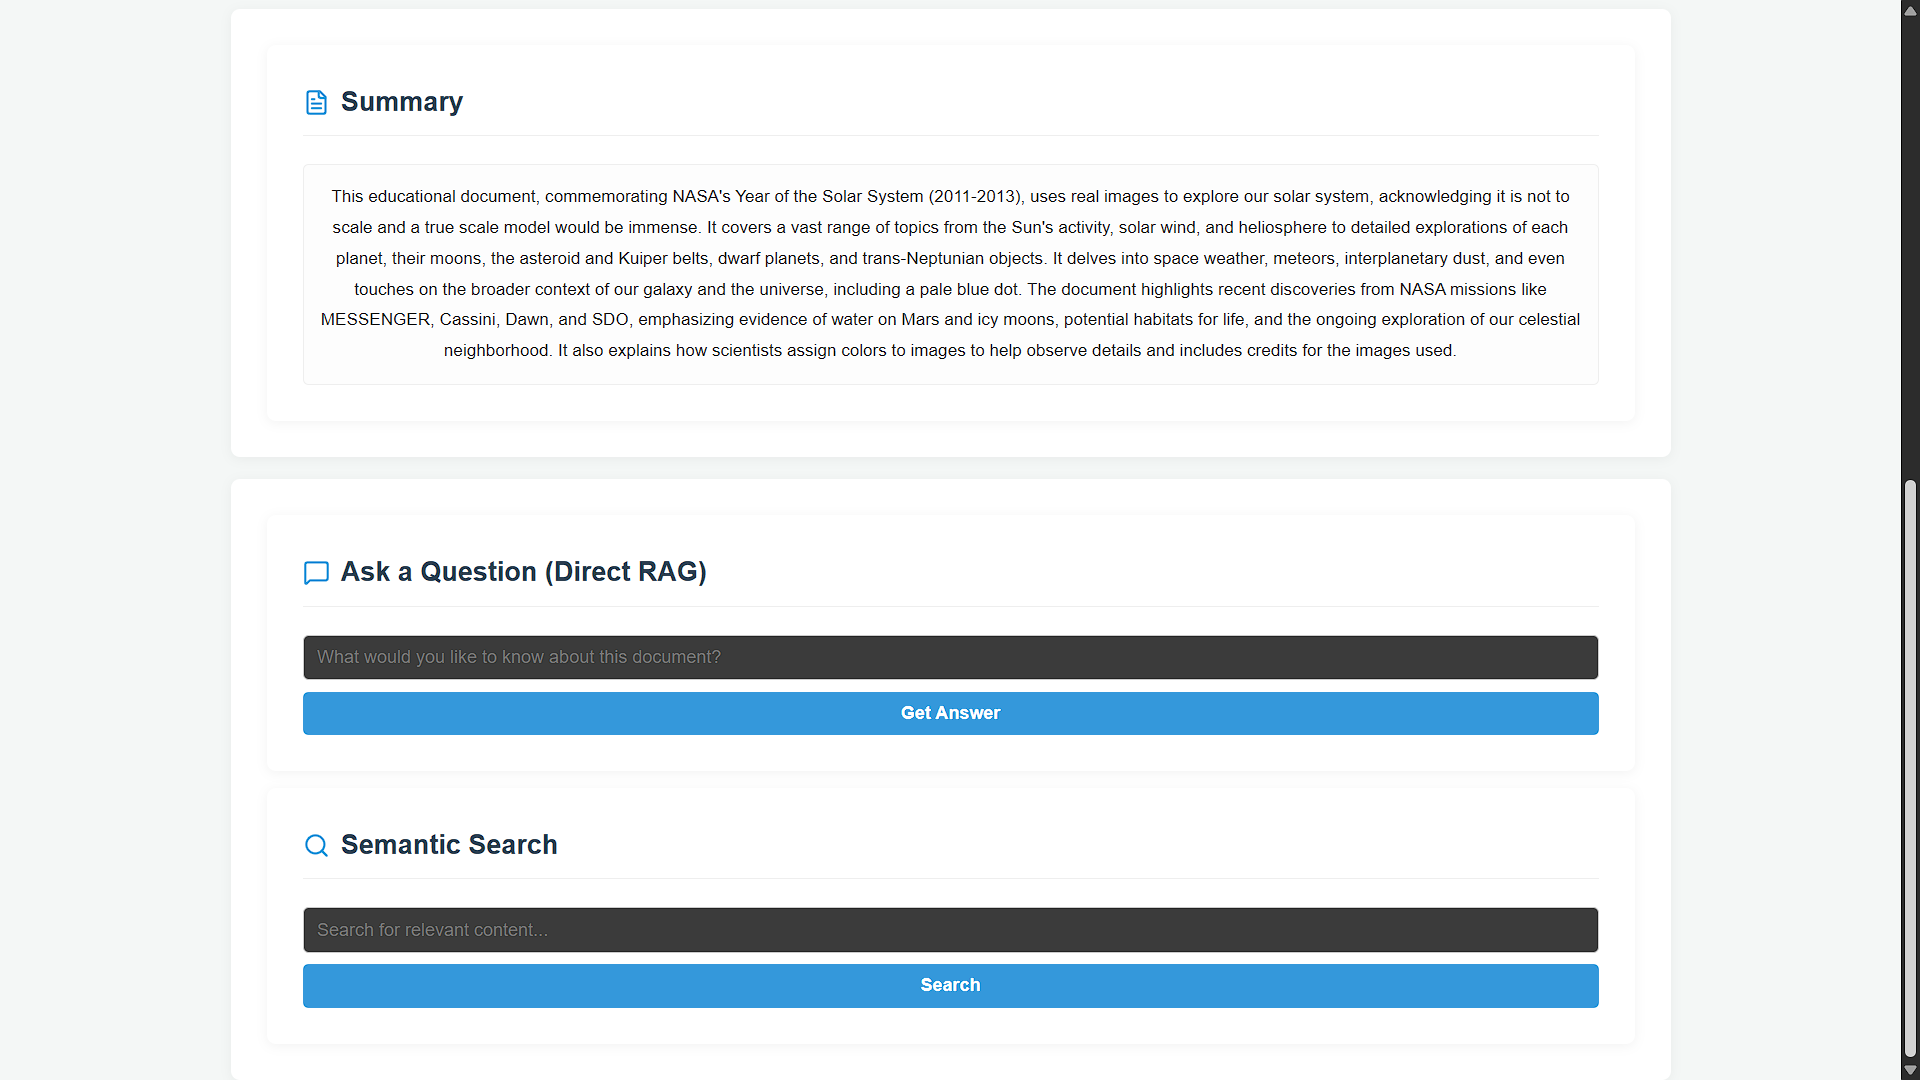 Summary
This educational document, commemorating NASA's Year of the Solar System (2011-2013), uses real images to explore our solar system, acknowledging it is not to
scale and a true scale model would be immense. It covers a vast range of topics from the Sun's activity, solar wind, and heliosphere to detailed explorations of each
planet, their moons, the asteroid and Kuiper belts, dwarf planets, and trans-Neptunian objects. It delves into space weather, meteors, interplanetary dust, and even
touches on the broader context of our galaxy and the universe, including a pale blue dot. The document highlights recent discoveries from NASA missions like
MESSENGER, Cassini, Dawn, and SDO, emphasizing evidence of water on Mars and icy moons, potential habitats for life, and the ongoing exploration of our celestial
neighborhood. It also explains how scientists assign colors to images to help observe details and includes credits for the images used.
Ask a Question (Direct RAG)
What would you like to know about this document?
Get Answer
Semantic Search
Search for relevant content...
Search